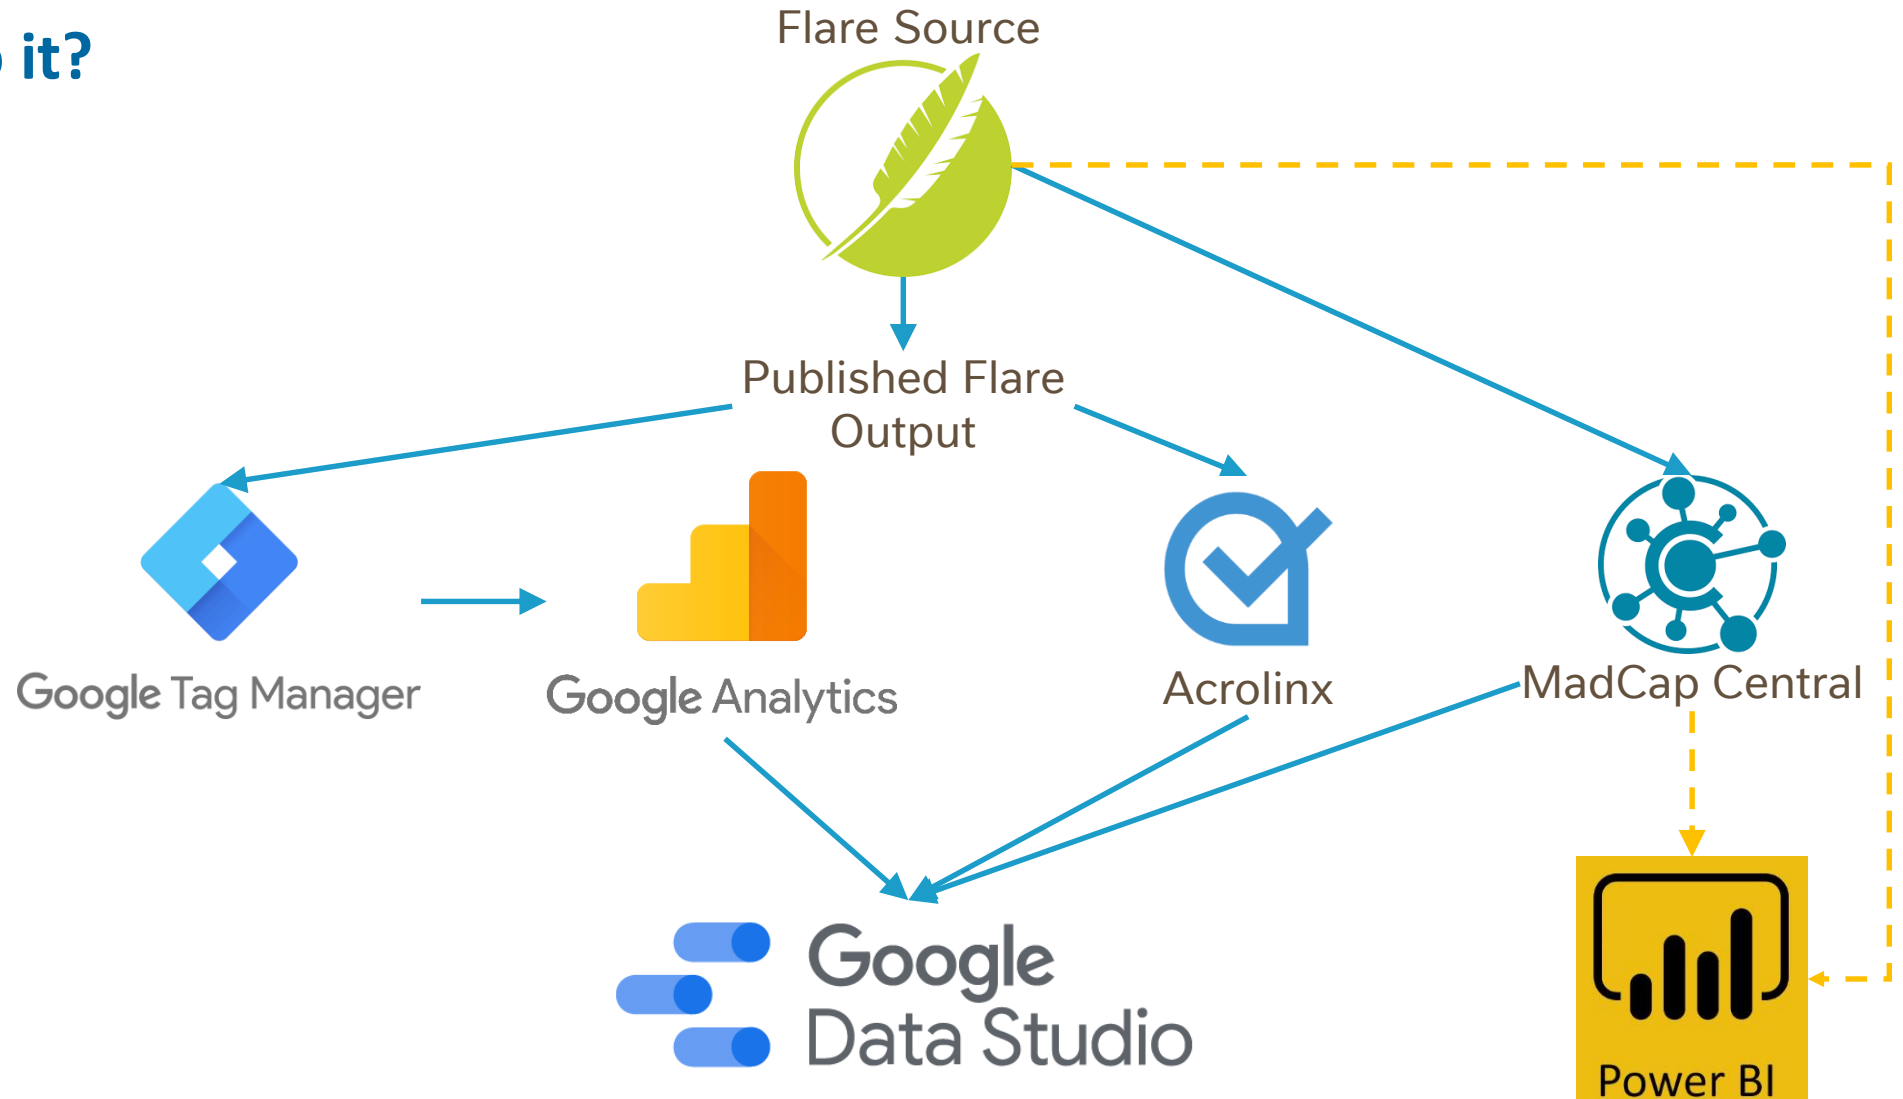 it?
Flare Source
Published Flare
Output
Google Tag Manager
Google Analytics
Acrolinx
MadCap Central
Google
Data Studio
Power BI